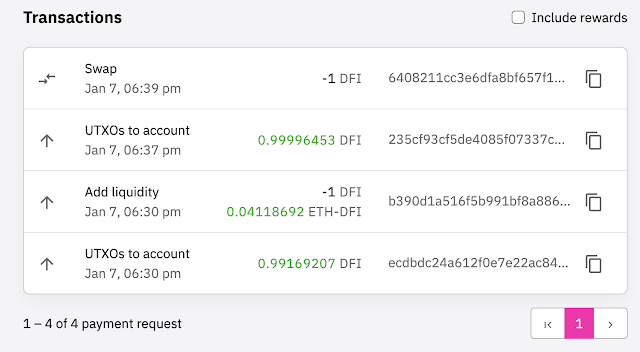 Transactions
Include rewards
Swap
-1 DFI
6408211cc3e6dfa8bf657f1...
Jan 7, 06:39 pm
UTXOs to account
0.99996453 DFI
235cf93cf5de4085f07337c...
Jan 7, 06:37 pm
Add liquidity
-1 DFI
b390d1a516f5b991bf8a886...
Jan 7, 06:30 pm
0.04118692 ETH-DFI
UTXOs to account
0.99169207 DFI
ecdbdc24a612f0e7e22ac84...
Jan 7, 06:30 pm
1 – 4 of 4 payment request
1